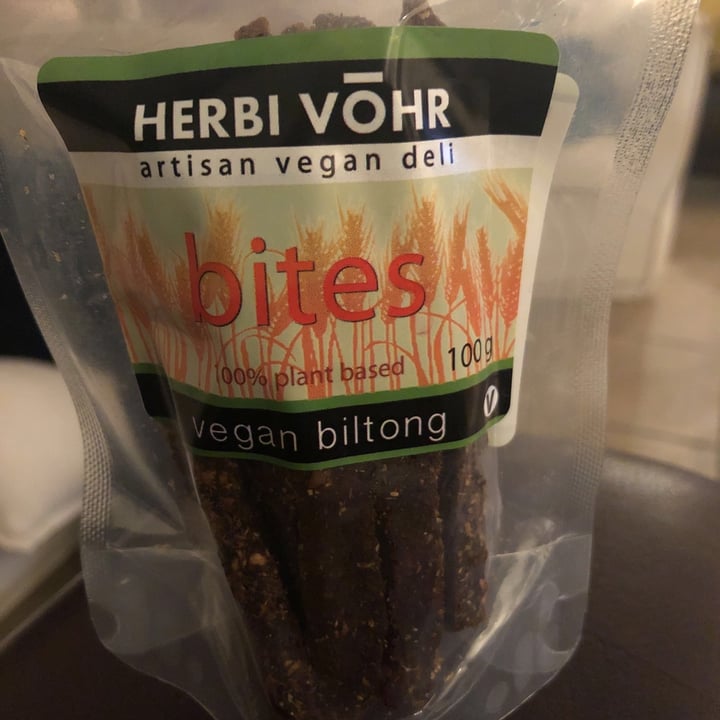 HERBI VŌHR
artisan vegan deli
bites
100% plant based
100g
vegan biltong
V